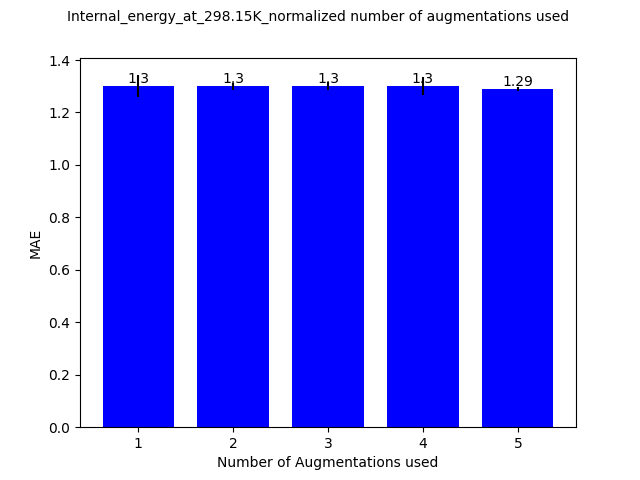 Internal_energy_at_298.15K_normalized number of augmentations used
1.4
1.2
1.0
0.8
0.6
0.4
0.2
0.0
MAE
1.3 1.3 1.3 1.3 1.29
1 2 3 4 5
Number of Augmentations used